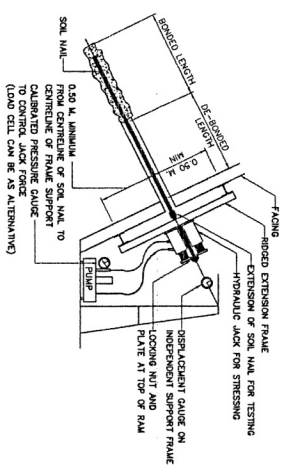 BONDED LENGTH
DE-BONDED
LENGTH
0.50 M.
MIN
FACING
RIDGED EXTENSION FRAME
EXTENSION OF SOIL NAIL FOR TESTING
HYDRAULIC JACK FOR STRESSING
DISPLACEMENT GAUGE ON
INDEPENDENT SUPPORT FRAME
LOCKING NUT AND
PLATE AT TOP OF RAM
PUMP
SOIL NAIL
0.50 M. MINIMUM
FROM CENTRELINE OF SOIL NAIL TO
CENTRELINE OF FRAME SUPPORT
CALIBRATED PRESSURE GAUGE
TO CONTROL JACK FORCE
(LOAD CELL CAN BE AS ALTERNATIVE)